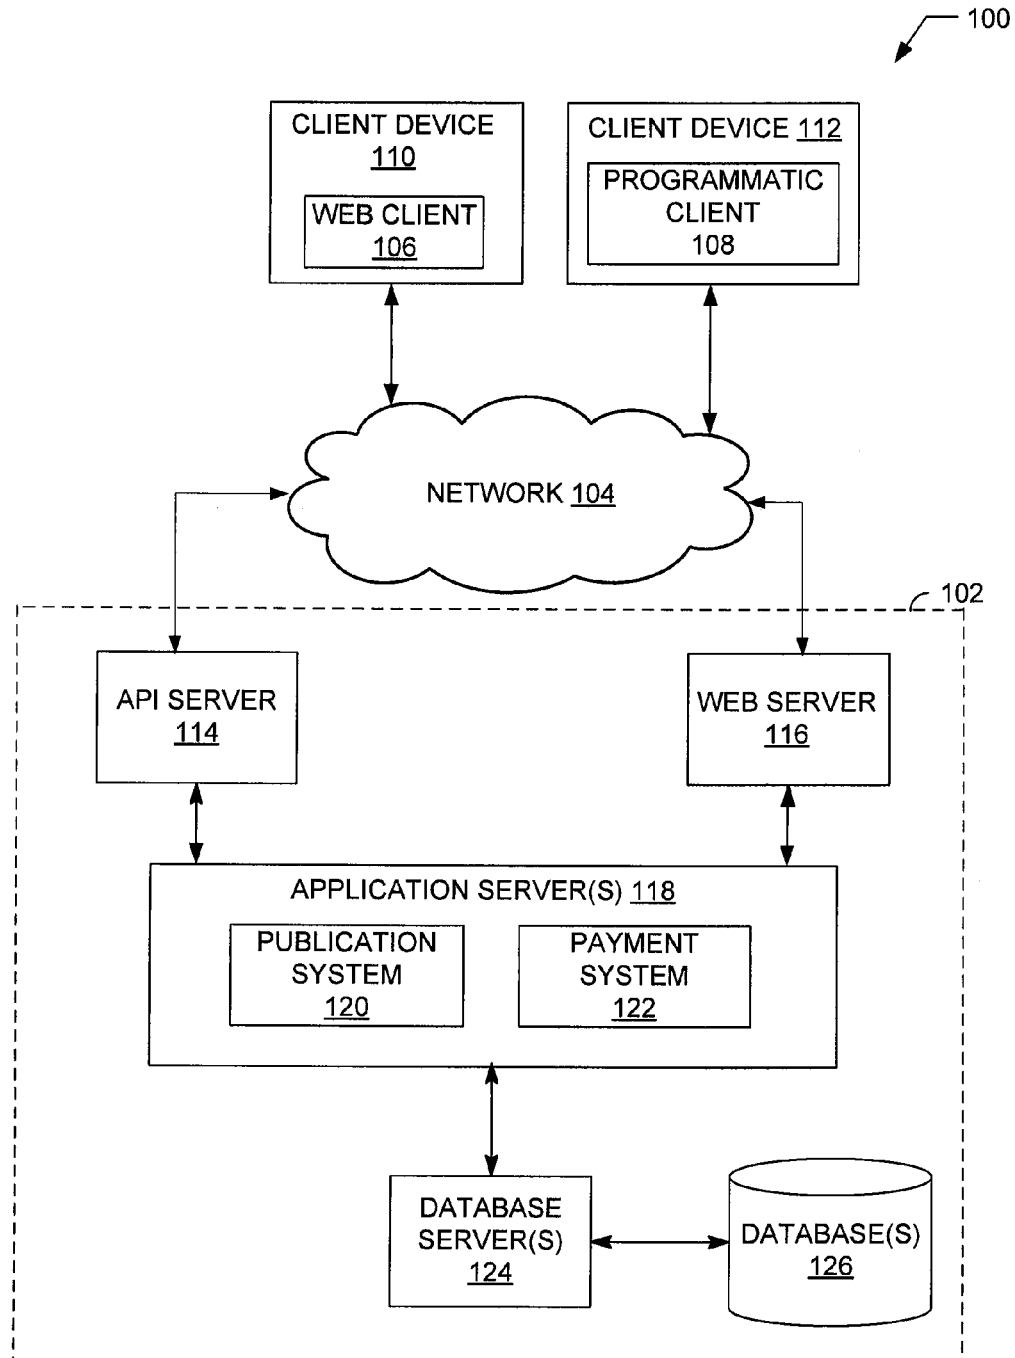 100
CLIENT DEVICE
110
WEB CLIENT
106
CLIENT DEVICE 112
PROGRAMMATIC
CLIENT
108
NETWORK 104
102
API SERVER
114
WEB SERVER
116
APPLICATION SERVER(S) 118
PUBLICATION
SYSTEM
120
PAYMENT
SYSTEM
122
DATABASE
SERVER(S)
124
DATABASE(S)
126